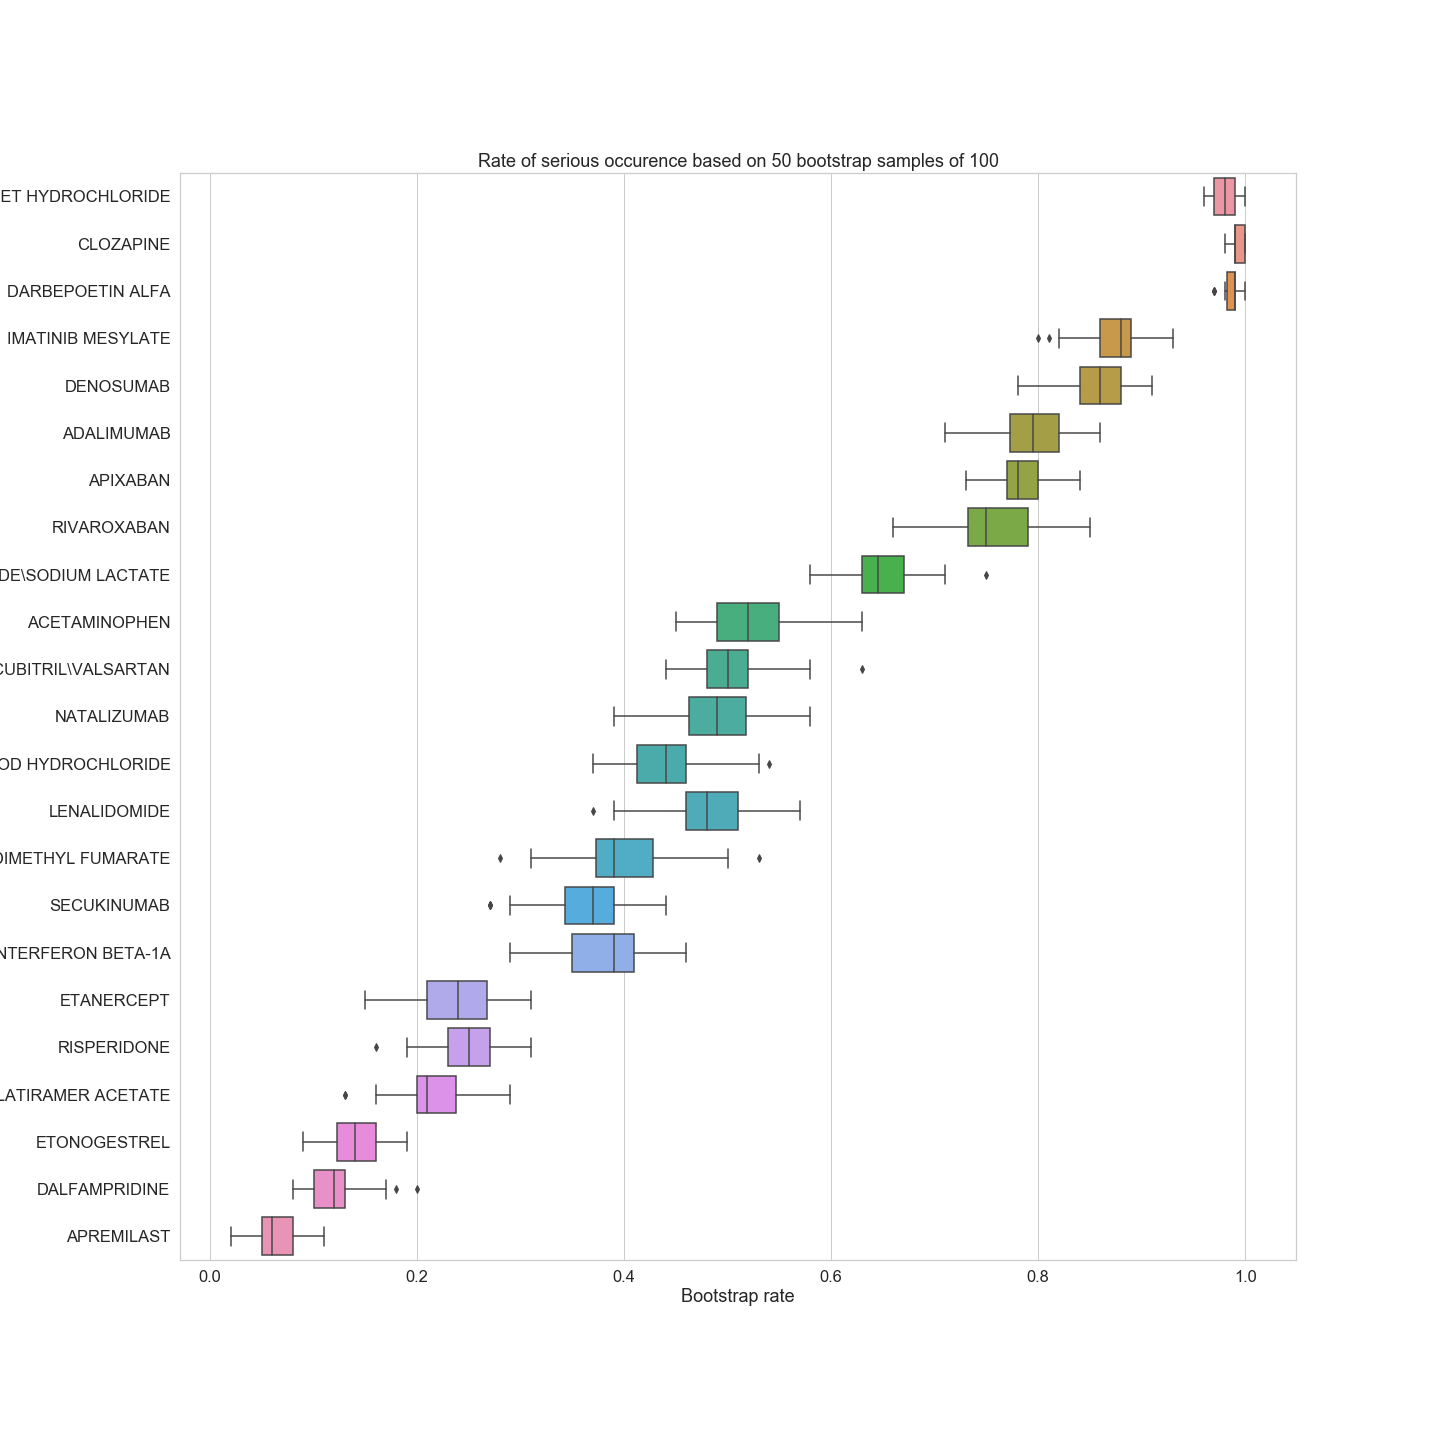 Rate of serious occurence based on 50 bootstrap samples of 100
ET HYDROCHLORIDE
CLOZAPINE
DARBEPOETIN ALFA
IMATINIB MESYLATE
DENOSUMAB
ADALIMUMAB
APIXABAN
RIVAROXABAN
DE\SODIUM LACTATE
ACETAMINOPHEN
CUBITRIL\VALSARTAN
NATALIZUMAB
OD HYDROCHLORIDE
LENALIDOMIDE
DIMETHYL FUMARATE
SECUKINUMAB
NTERFERON BETA-1A
ETANERCEPT
RISPERIDONE
LATIRAMER ACETATE
ETONOGESTREL
DALFAMPRIDINE
APREMILAST
0.0 0.2 0.4 0.6 0.8 1.0
Bootstrap rate